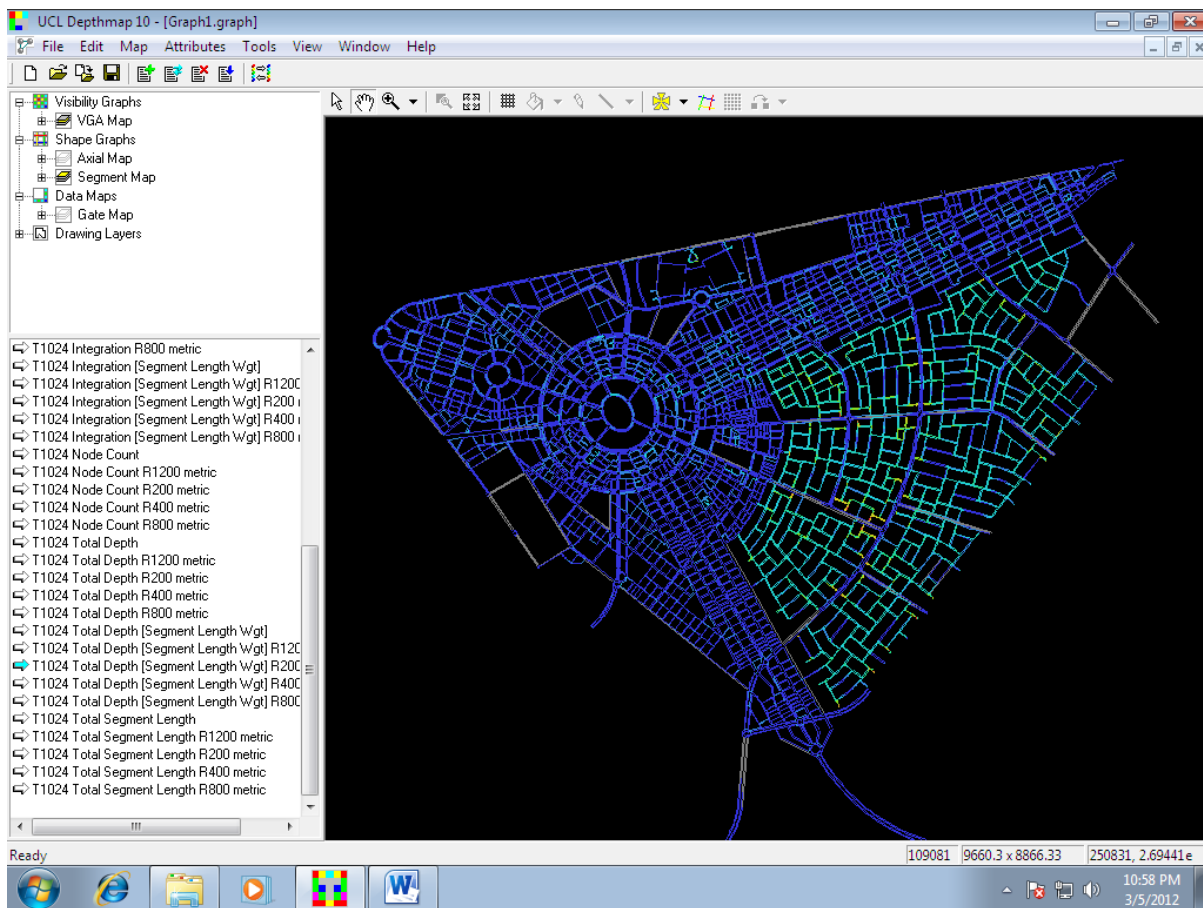 UCL Depthmap 10 - [Graph1.graph]
File Edit Map Attributes Tools View Window Help
Visibility Graphs
VGA Map
Shape Graphs
Axial Map
Segment Map
Data Maps
Gate Map
Drawing Layers
T1024 Integration R800 metric
T1024 Integration [Segment Length Wgt]
T1024 Integration [Segment Length Wgt] R1200
T1024 Integration [Segment Length Wgt] R200
T1024 Integration [Segment Length Wgt] R400
T1024 Integration [Segment Length Wgt] R800
T1024 Node Count
T1024 Node Count R1200 metric
T1024 Node Count R200 metric
T1024 Node Count R400 metric
T1024 Node Count R800 metric
T1024 Total Depth
T1024 Total Depth R1200 metric
T1024 Total Depth R200 metric
T1024 Total Depth R400 metric
T1024 Total Depth R800 metric
T1024 Total Depth [Segment Length Wgt]
T1024 Total Depth [Segment Length Wgt] R120
T1024 Total Depth [Segment Length Wgt] R200
T1024 Total Depth [Segment Length Wgt] R400
T1024 Total Depth [Segment Length Wgt] R800
T1024 Total Segment Length
T1024 Total Segment Length R1200 metric
T1024 Total Segment Length R200 metric
T1024 Total Segment Length R400 metric
T1024 Total Segment Length R800 metric
Ready
109081 9660.3 x 8866.33 250831, 2.69441e
10:58 PM
3/5/2012